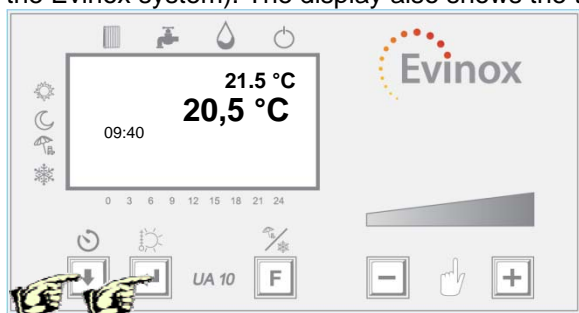 the Evinox system). The display also shows the
21.5 °C
20,5 °C
09:40
Evinox
0 3 6 9 12 15 18 21 24
UA 10
F